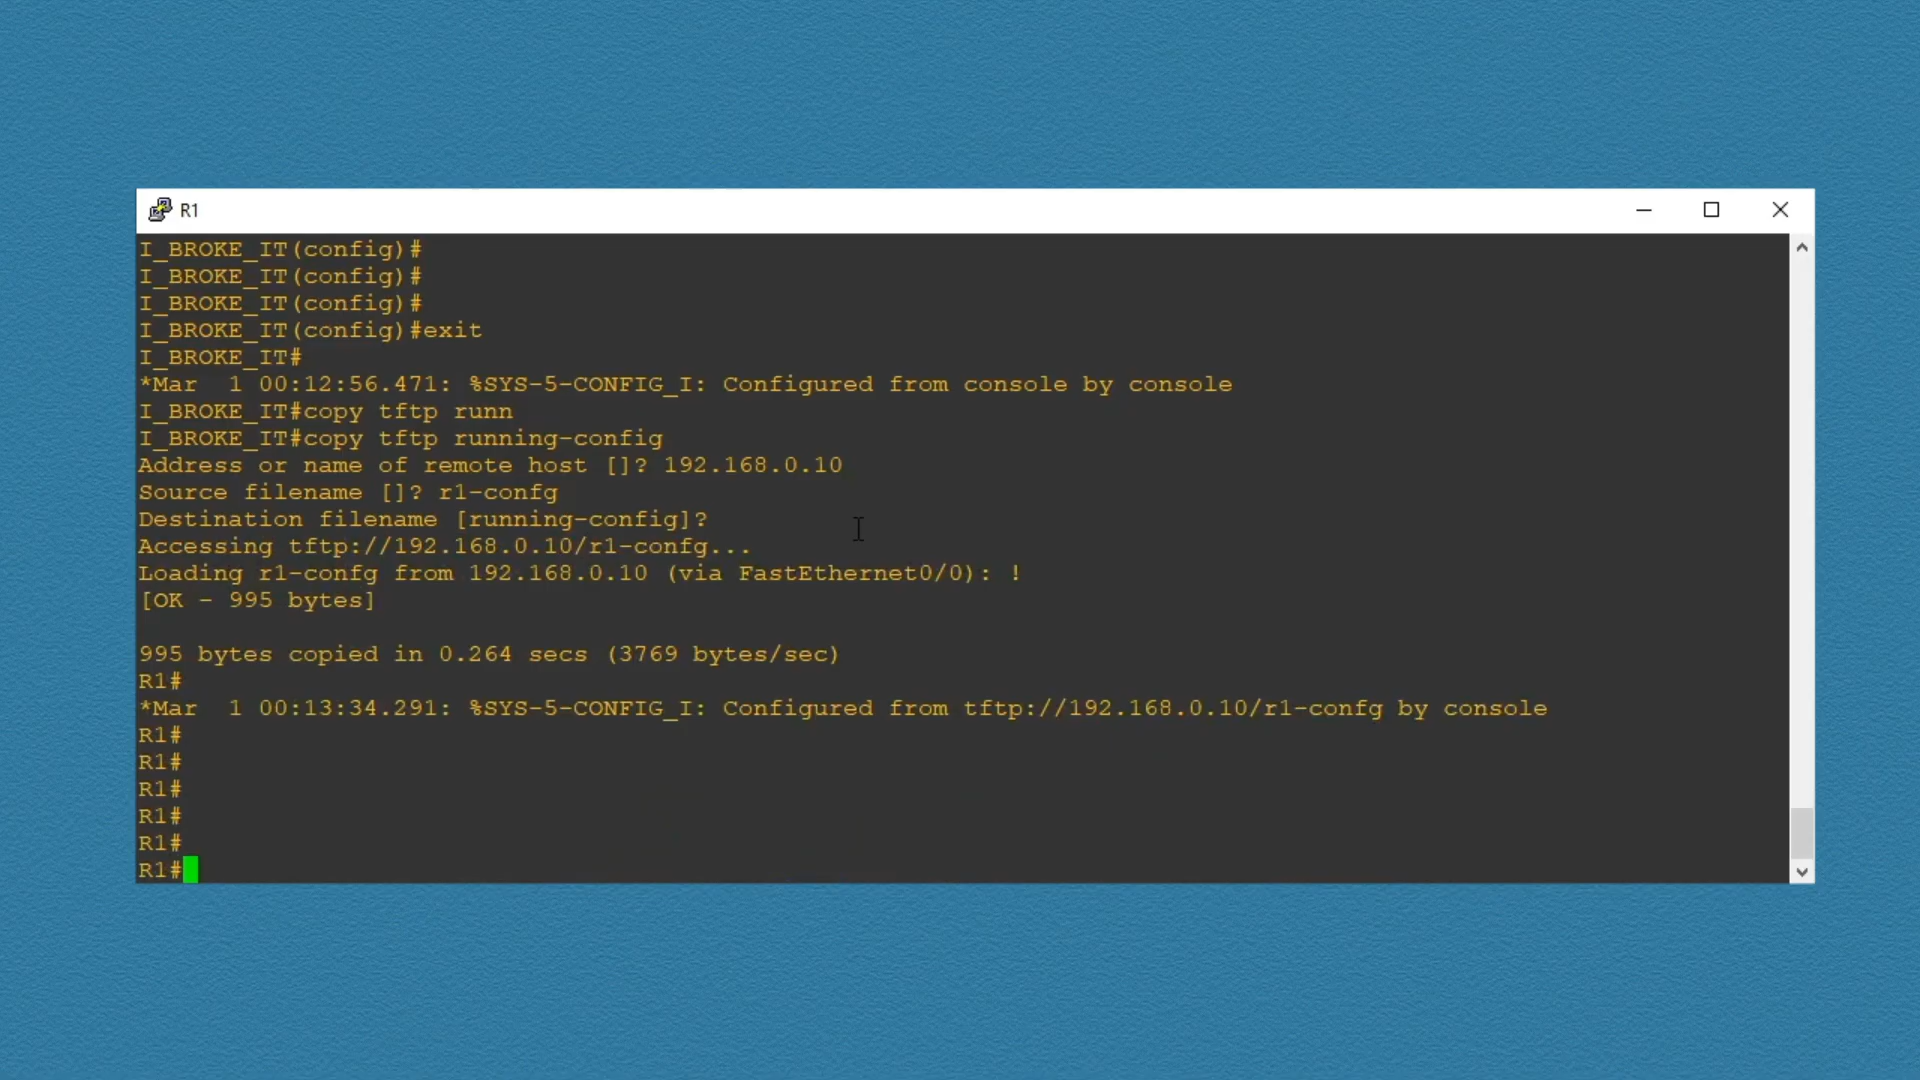 R1
I_BROKE_IT(config)#
I_BROKE_IT(config)#
I_BROKE_IT(config)#
I_BROKE_IT(config)#exit
I_BROKE_IT#
*Mar  1 00:12:56.471: %SYS-5-CONFIG_I: Configured from console by console
I_BROKE_IT#copy tftp runn
I_BROKE_IT#copy tftp running-config
Address or name of remote host []? 192.168.0.10
Source filename []? r1-confg
Destination filename [running-config]?
Accessing tftp://192.168.0.10/r1-confg...
Loading r1-confg from 192.168.0.10 (via FastEthernet0/0): !
[OK - 995 bytes]
995 bytes copied in 0.264 secs (3769 bytes/sec)
R1#
*Mar  1 00:13:34.291: %SYS-5-CONFIG_I: Configured from tftp://192.168.0.10/r1-confg by console
R1#
R1#
R1#
R1#
R1#
R1#